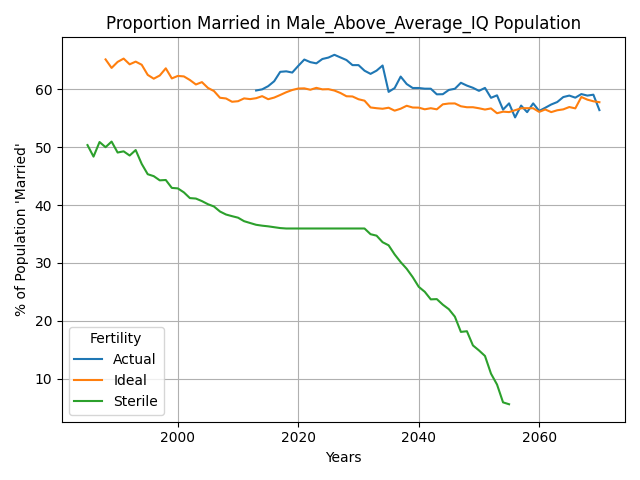 Proportion Married in Male_Above_Average_IQ Population
% of Population 'Married'
60
50
40
30
20
10
Fertility
Actual
Ideal
Sterile
2000 2020 2040 2060
Years